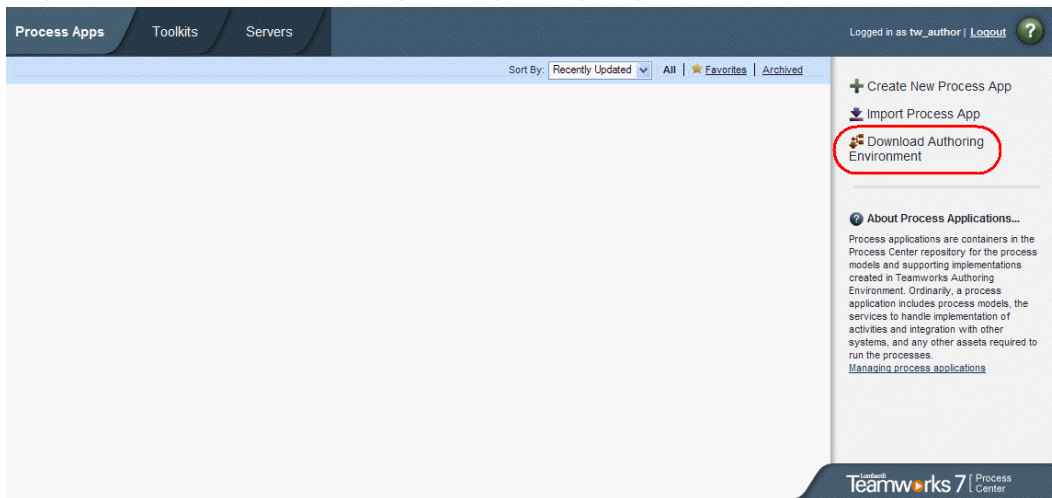 Process Apps Toolkits Servers Logged in as tw_author | Logout ?
Sort By: Recently Updated All | Favorites | Archived
Create New Process App
Import Process App
Download Authoring
Environment
? About Process Applications...
Process applications are containers in the
Process Center repository for the process
models and supporting implementations
created in Teamworks Authoring
Environment. Ordinarily, a process
application includes process models, the
services to handle implementation of
activities and integration with other
systems, and any other assets required to
run the processes.
Managing process applications
Lombardi
Teamworks 7 [ Process
Center